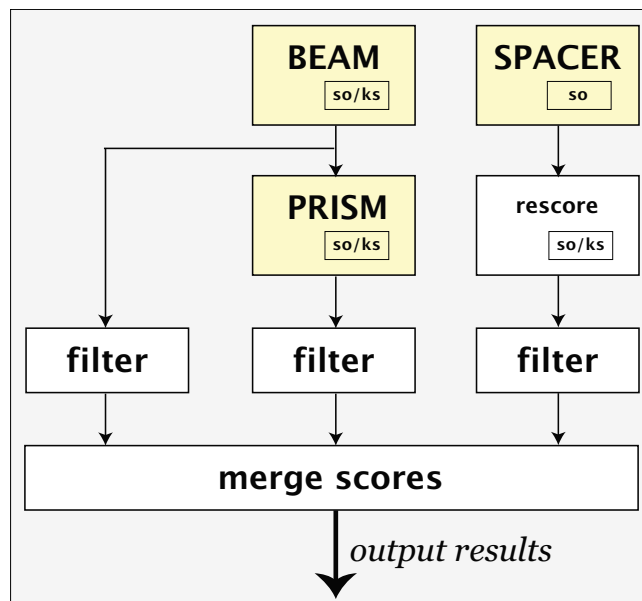 BEAM
so/ks
SPACER
so
PRISM
so/ks
rescore
so/ks
filter
filter
filter
merge scores
output results